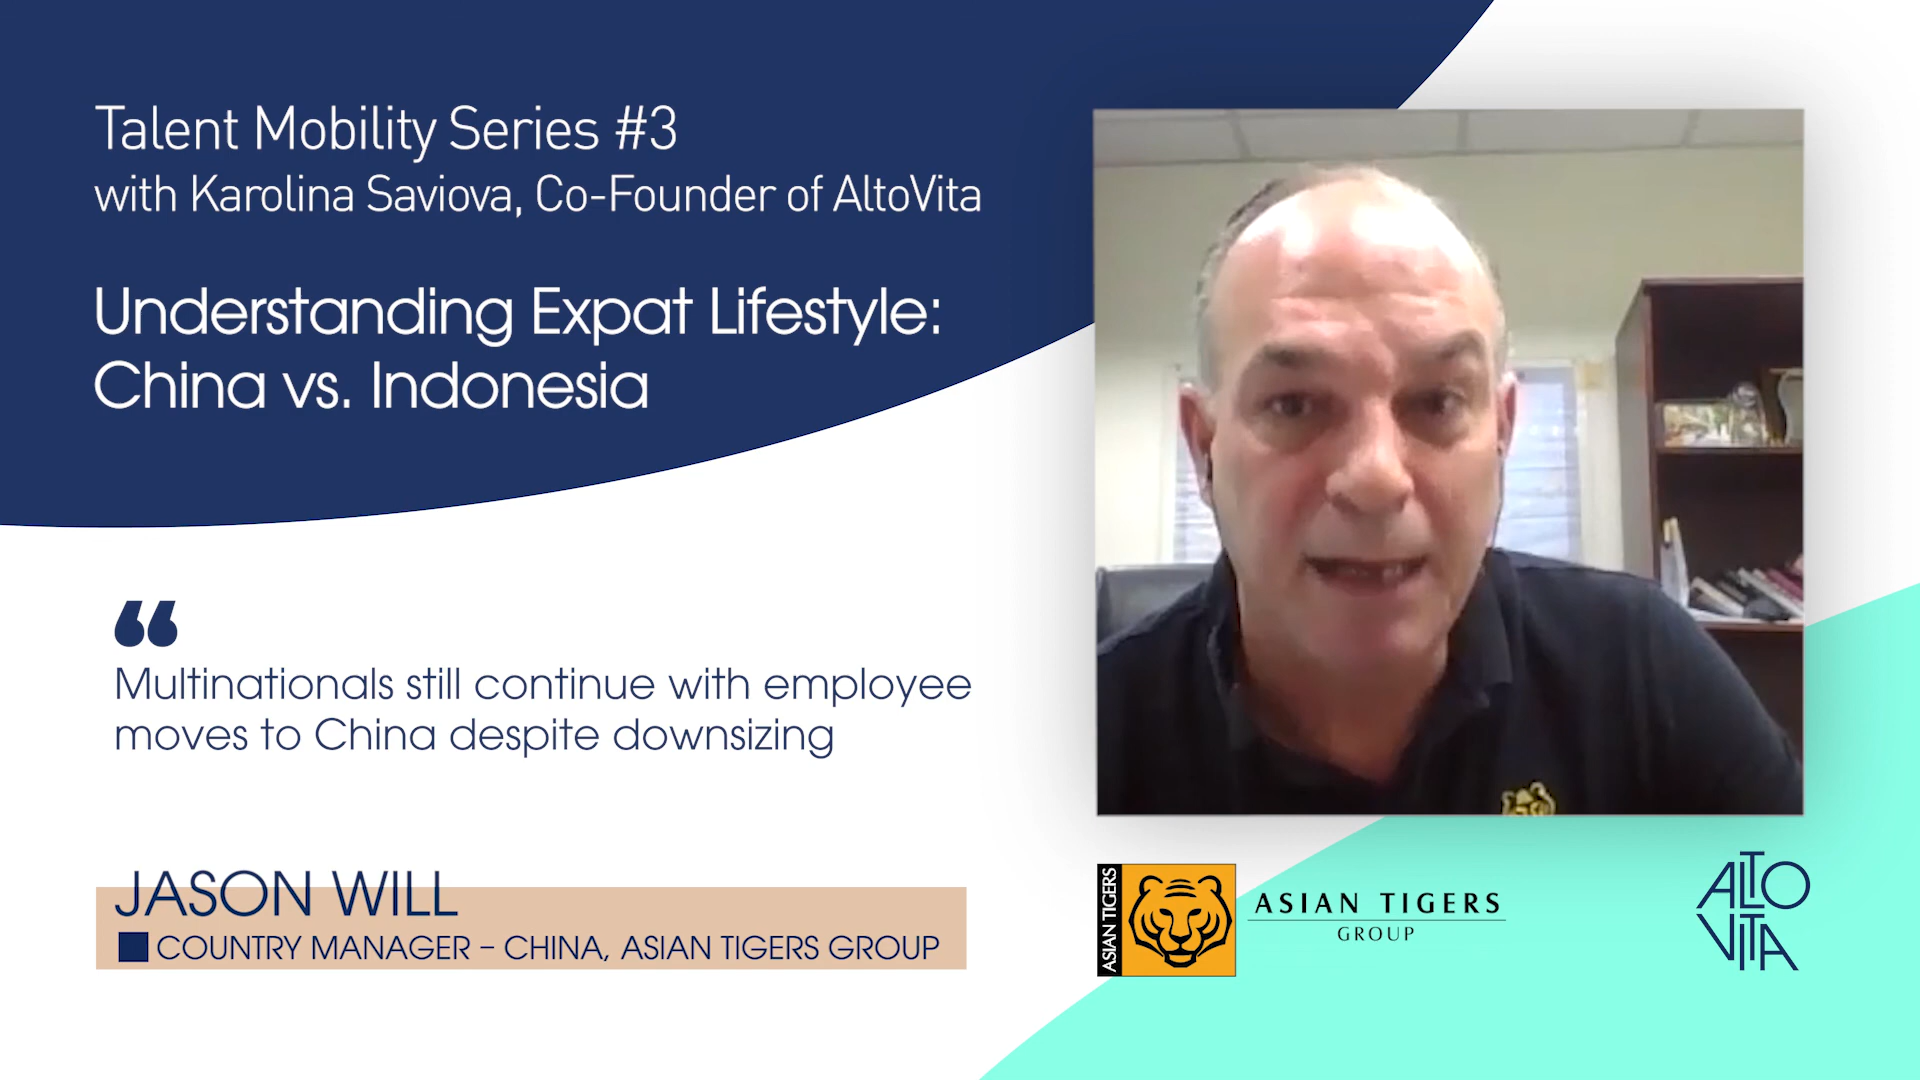 Talent Mobility Series #3
with Karolina Saviova, Co-Founder of AltoVita
Understanding Expat Lifestyle:
China vs. Indonesia
“
Multinationals still continue with employee
moves to China despite downsizing
JASON WILL
COUNTRY MANAGER – CHINA, ASIAN TIGERS GROUP
ASIAN TIGERS
ASIAN TIGERS
GROUP
ALTO
VITA